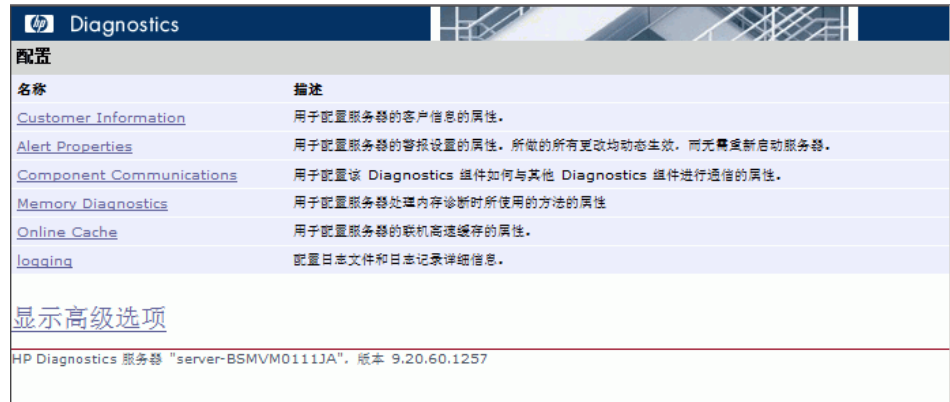 hp Diagnostics
配置
名称 描述
Customer Information 用于配置服务器的客户信息的属性。
Alert Properties 用于配置服务器的警报设置的属性。所做的所有更改均动态生效，而无需重新启动服务器。
Component Communications 用于配置该 Diagnostics 组件如何与其他 Diagnostics 组件进行通信的属性。
Memory Diagnostics 用于配置服务器处理内存诊断时所使用的方法的属性
Online Cache 用于配置服务器的联机高速缓存的属性。
logging 配置日志文件和日志记录详细信息。
显示高级选项
HP Diagnostics 服务器 "server-BSMVM0111JA"，版本 9.20.60.1257